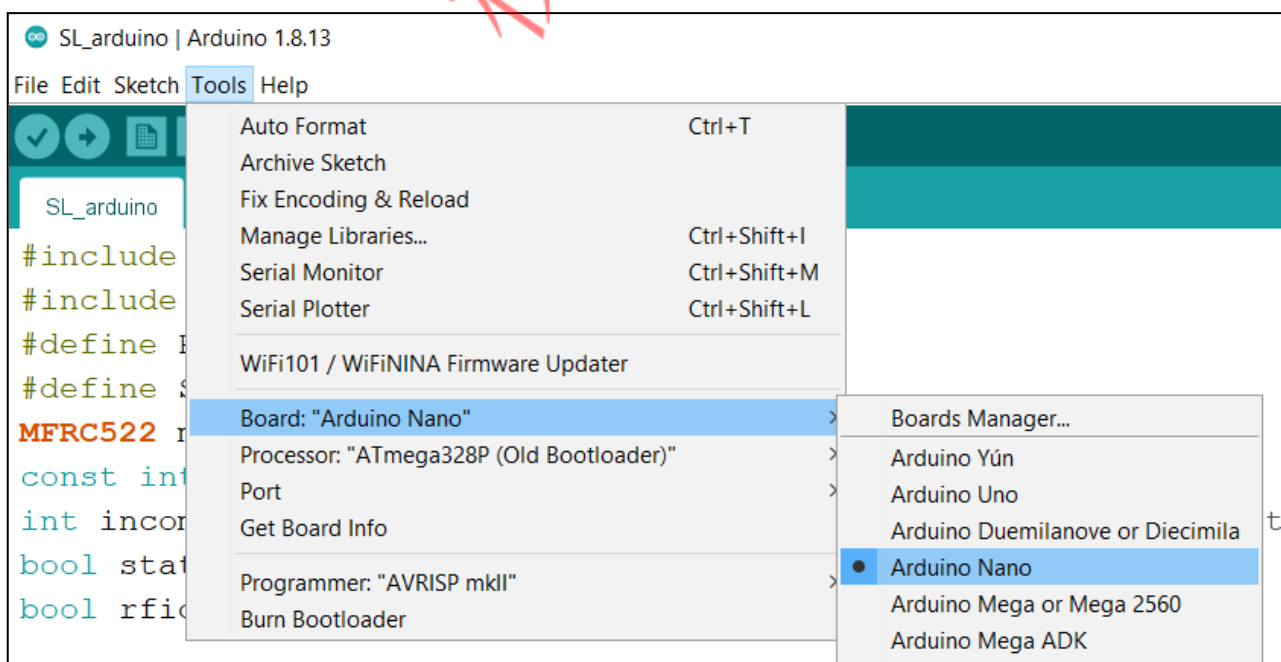 SL_arduino | Arduino 1.8.13
File Edit Sketch Tools Help
Auto Format Ctrl+T
Archive Sketch
Fix Encoding & Reload
Manage Libraries... Ctrl+Shift+I
Serial Monitor Ctrl+Shift+M
Serial Plotter Ctrl+Shift+L
WiFi101 / WiFiNINA Firmware Updater
Board: "Arduino Nano"
Processor: "ATmega328P (Old Bootloader)"
Port
Get Board Info
Programmer: "AVRISP mkII"
Burn Bootloader
Boards Manager...
Arduino Yún
Arduino Uno
Arduino Duemilanove or Diecimila
Arduino Nano
Arduino Mega or Mega 2560
Arduino Mega ADK
SL_arduino
#include
#include
#define
#define
MFRC522
const int
int
bool
bool